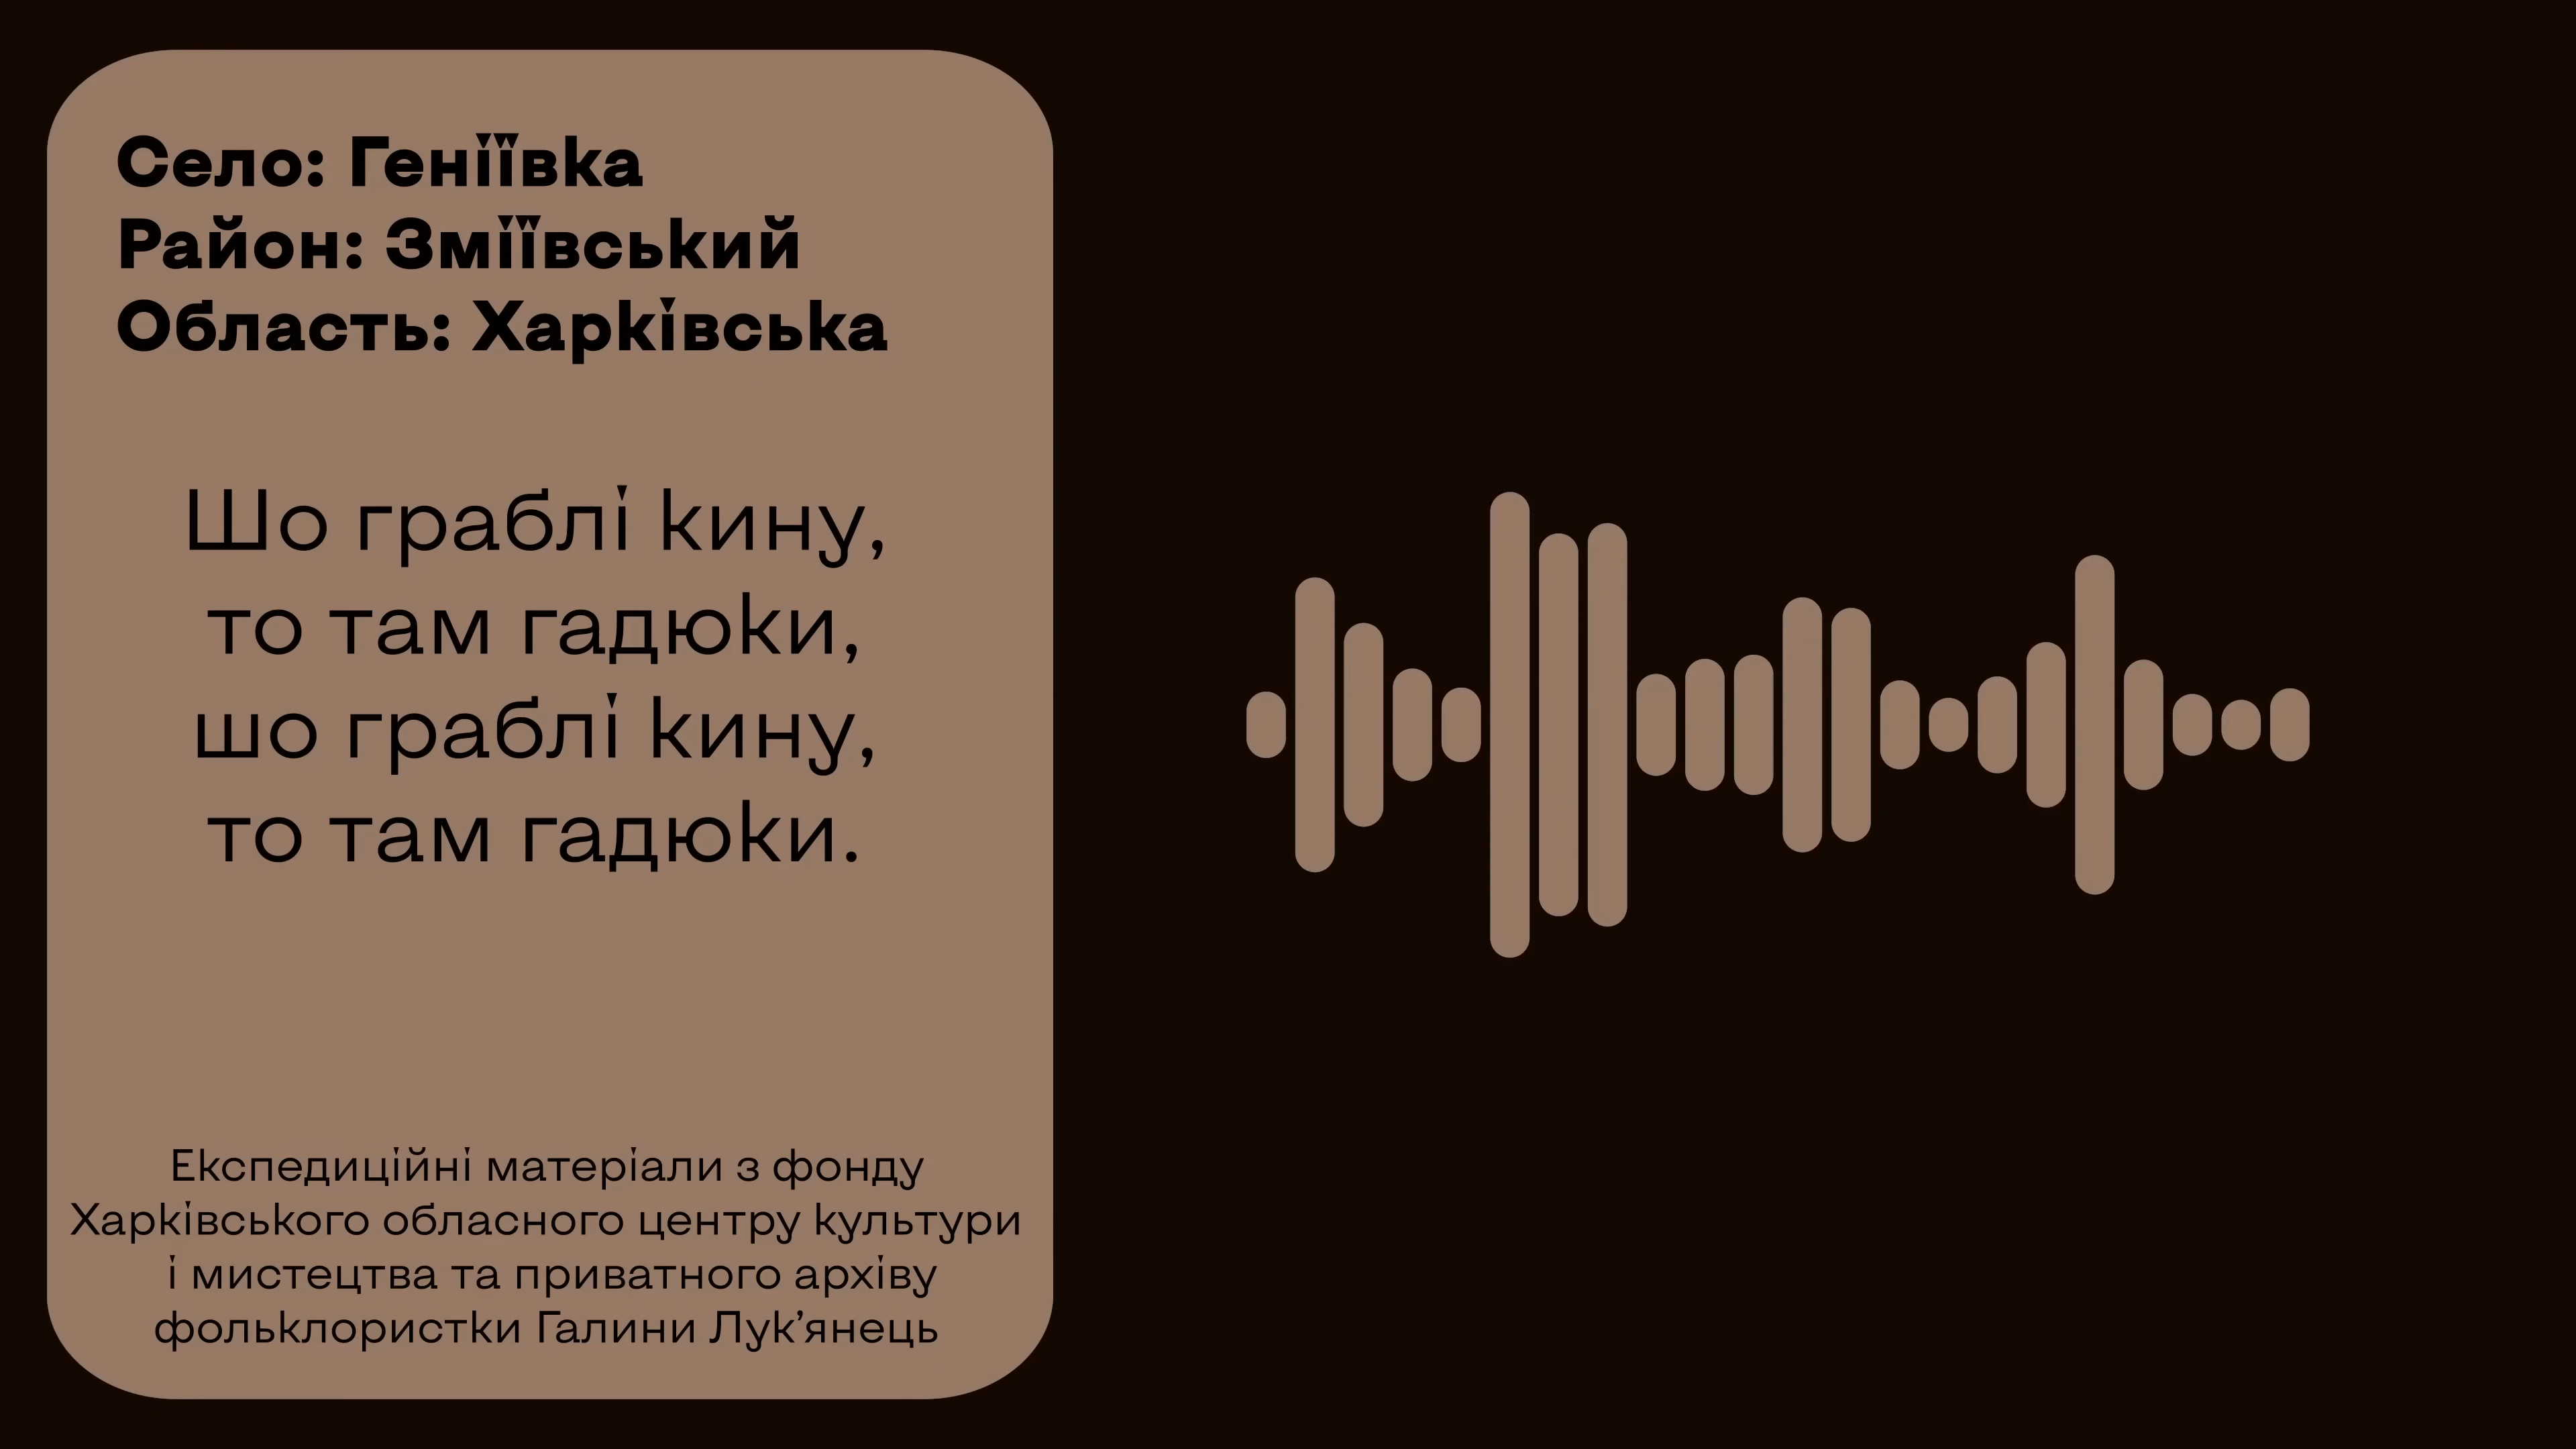 Село: Геніївка
Район: Зміївський
Область: Харківська
Шо граблі кину,
то там гадюки,
шо граблі кину,
то там гадюки.
Експедиційні матеріали з фонду
Харківського обласного центру культури
і мистецтва та приватного архіву
фольклористки Галини Лук’янець